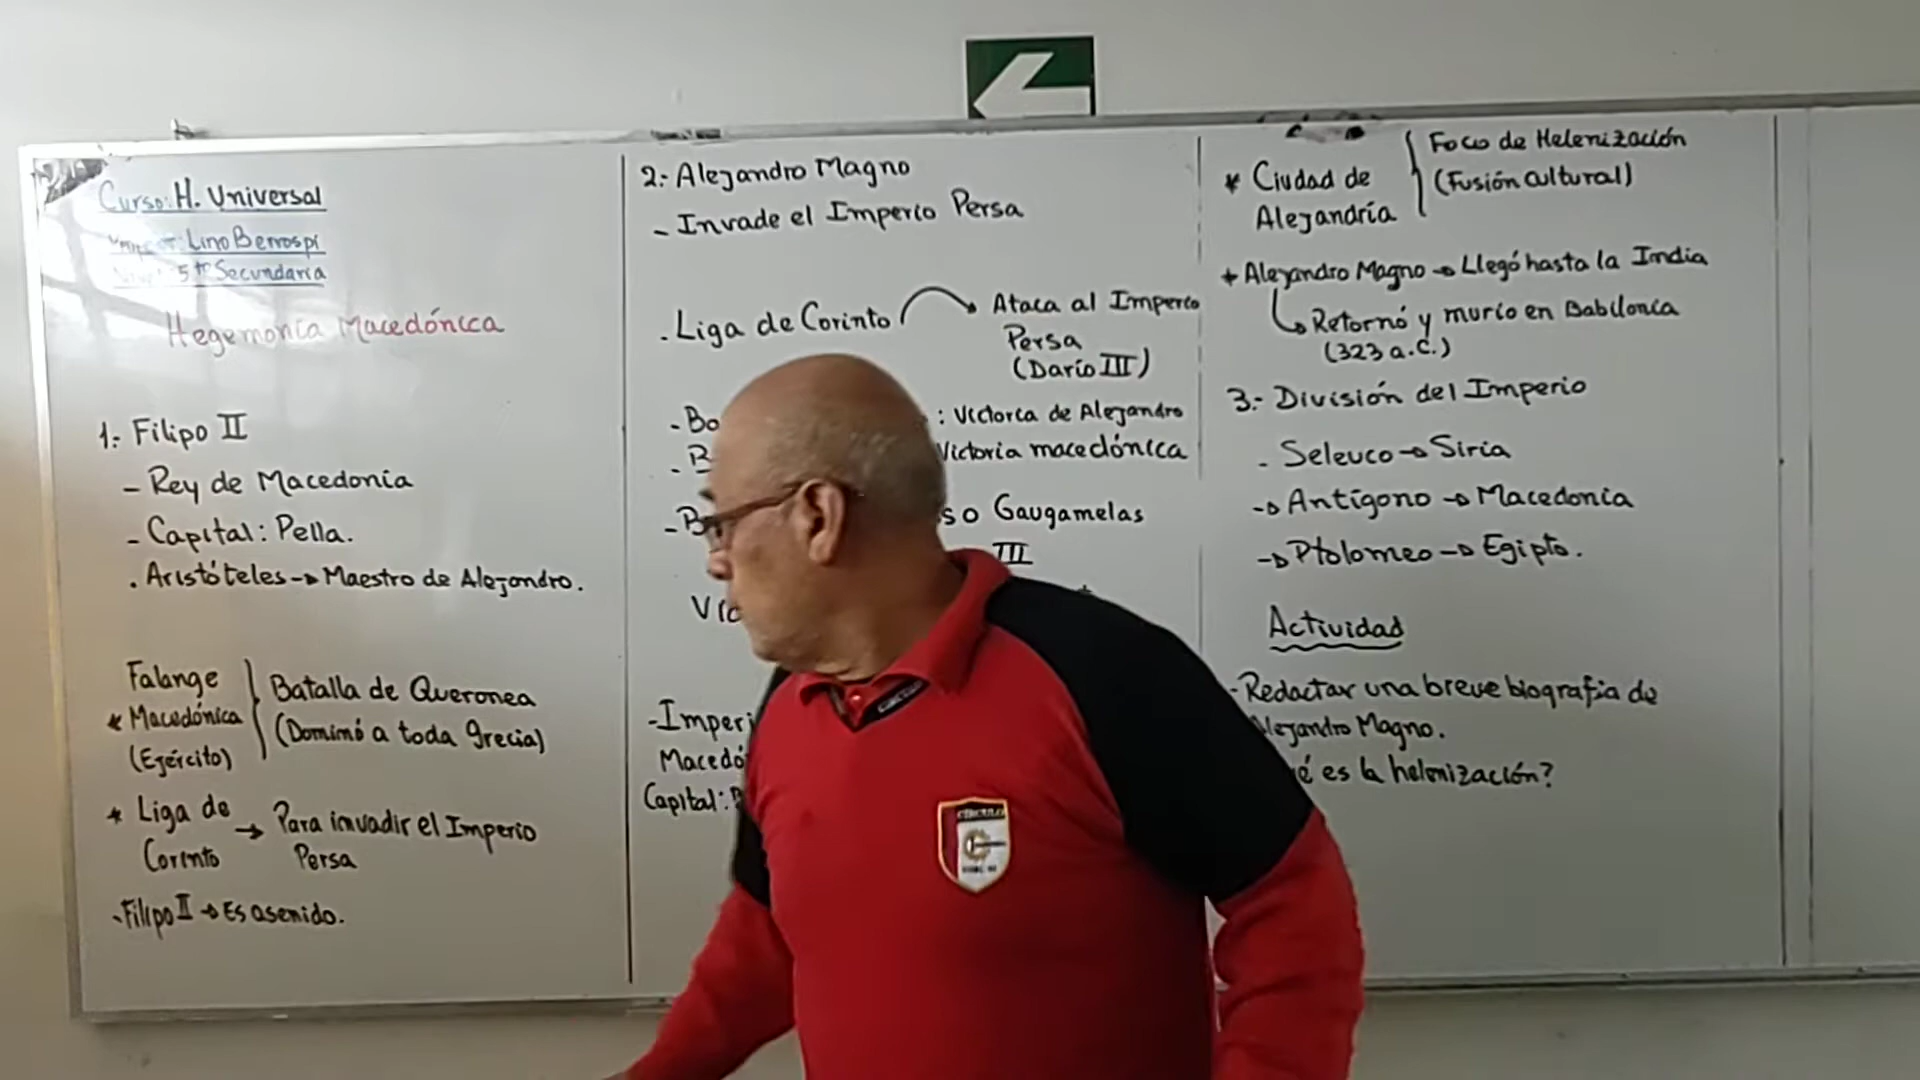 Curso: H. Universal
Lino Berrospi
5to Secundaria
Hegemonía Macedónica
1.- Filipo II
- Rey de Macedonia
- Capital: Pella.
. Aristóteles → Maestro de Alejandro.
Falange
* Macedónica
(Ejército)
Batalla de Queronea
(Dominó a toda Grecia)
* Liga de
Corinto
→ Para invadir el Imperio
Persa
- Filipo II → Es asenido.
2.- Alejandro Magno
- Invade el Imperio Persa
. Liga de Corinto
Ataca al Imperio
Persa
(Darío III)
: Victoria de Alejandro
Victoria macedónica
o Gaugamelas
III
Capital:
* Ciudad de
Alejandría
Foco de Helenización
(Fusión Cultural)
* Alejandro Magno → Llegó hasta la India
Retornó y murio en Babilonia
(323 a.C.)
3.- División del Imperio
- Seleuco → Siria
→ Antígono → Macedonia
→ Ptolomeo → Egipto.
Actividad
- Redactar una breve biografia de
Alejandro Magno.
es la helenización?
CÍRCULO